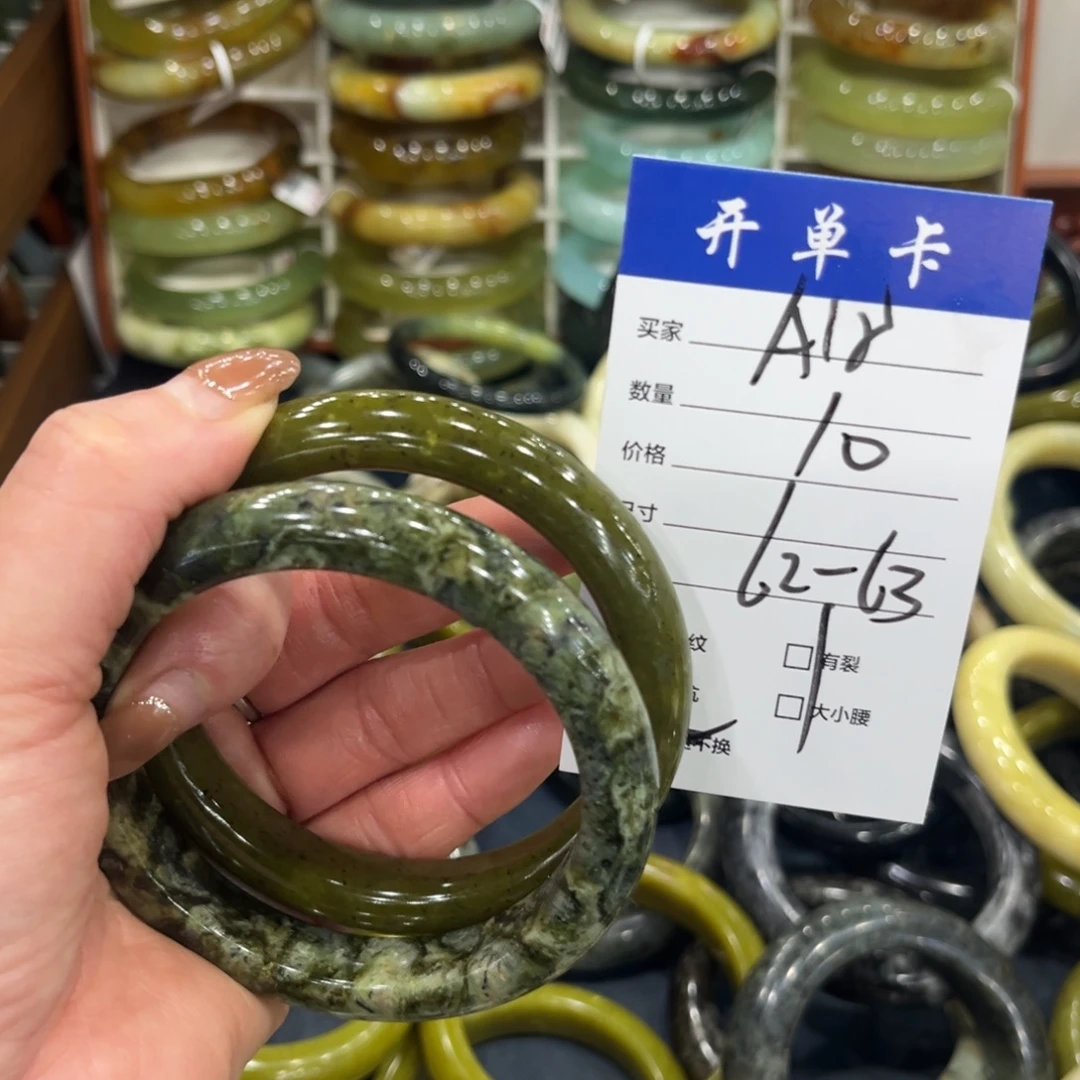 开单卡
买家 A18
数量 10
价格
寸
62-63
纹 □ 有裂
□ 大小腰
不换